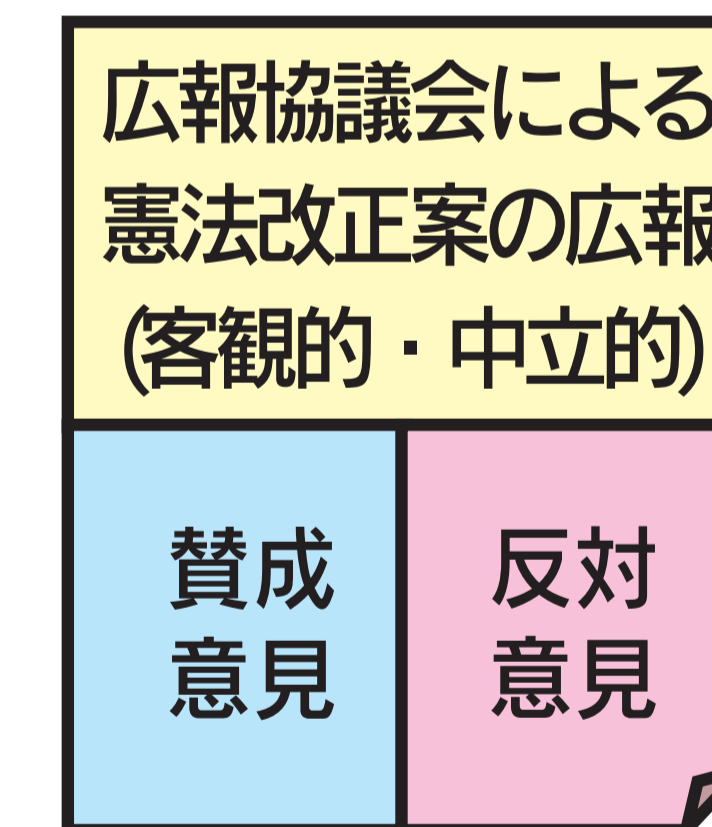 広報協議会による
憲法改正案の広報
(客観的・中立的)
賛成
意見
反対
意見